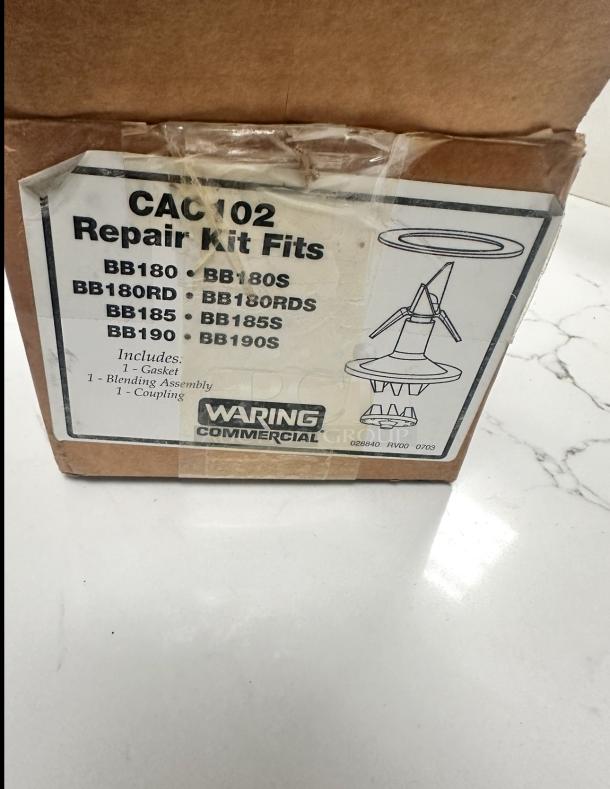 CAC102
Repair Kit Fits
BB180 • BB180S
BB180RD • BB180RDS
BB185 • BB185S
BB190 • BB190S
Includes:
1 - Gasket
1 - Blending Assembly
1 - Coupling
WARING
COMMERCIAL
028840 RV00 0703
GROUP